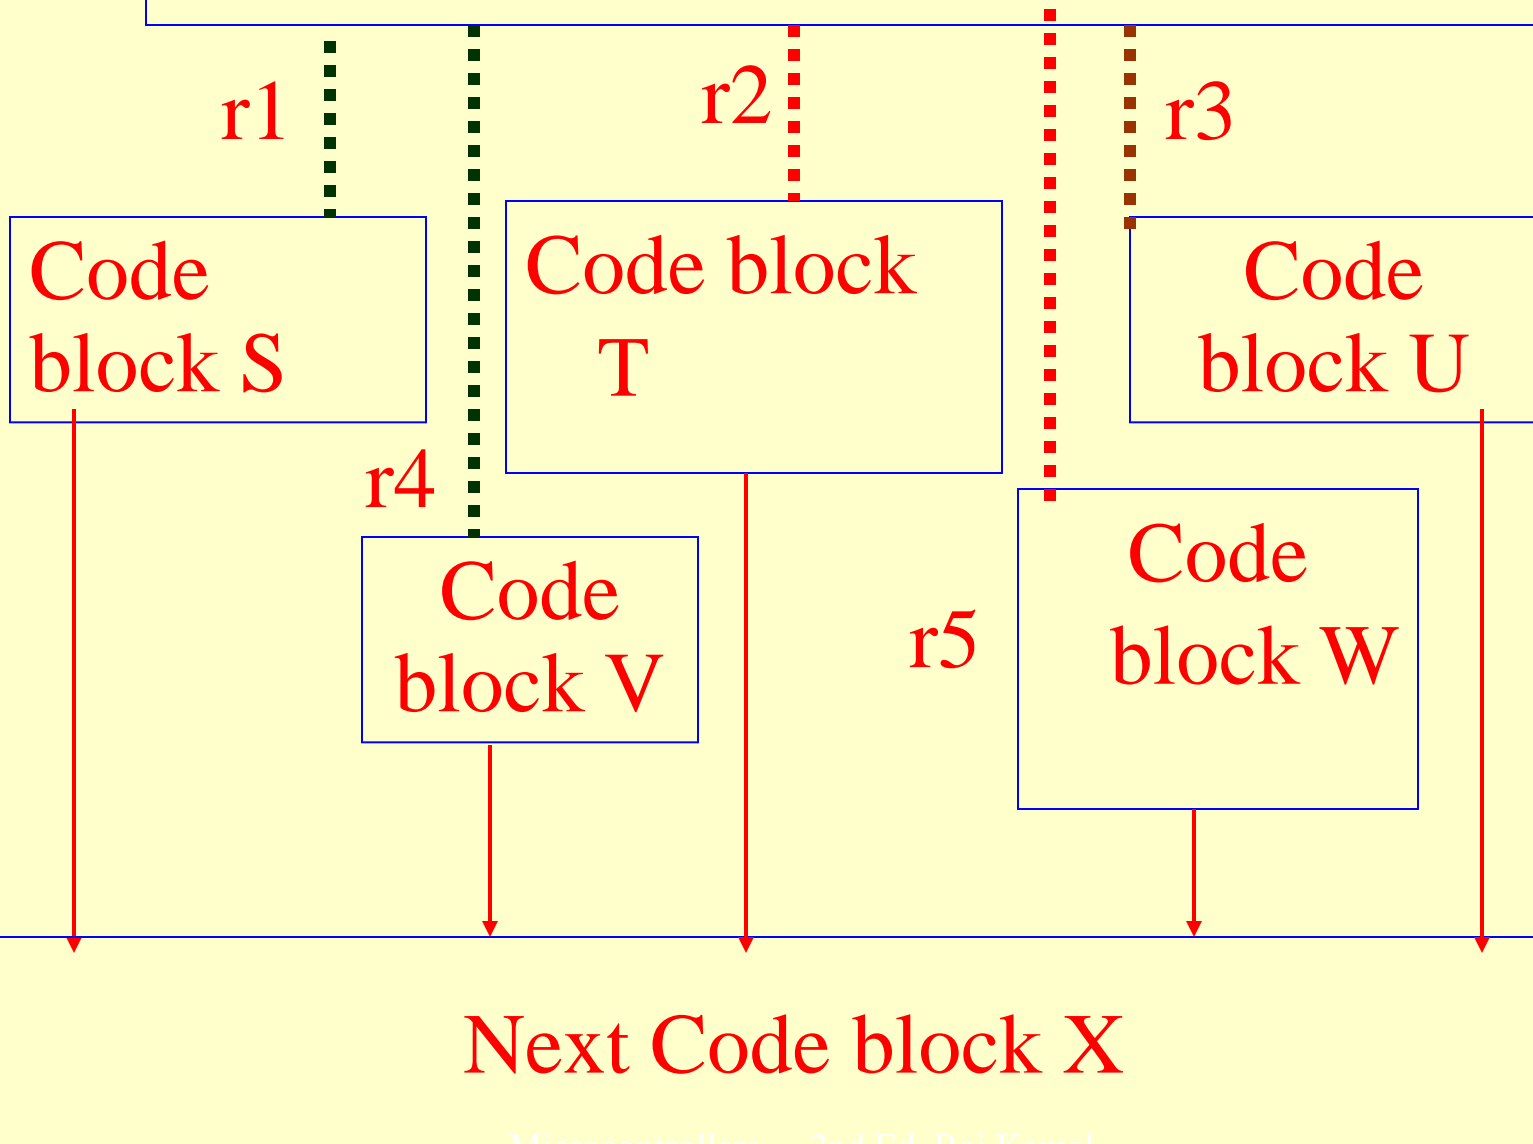 r1
r2
r3
Code
block S
Code block
T
Code
block U
r4
Code
block V
r5
Code
block W
Next Code block X